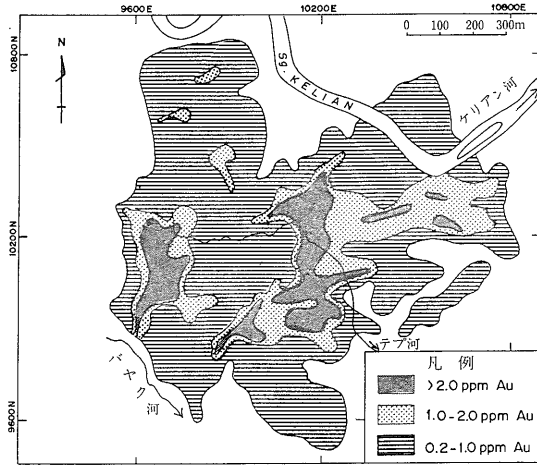 9600E
10200E
10800E
0 100 200 300m
10800N
N
Sg. KELIAN
ケリアン河
10200N
テプ河
バヤク河
9600N
凡 例
>2.0 ppm Au
1.0-2.0 ppm Au
0.2-1.0 ppm Au